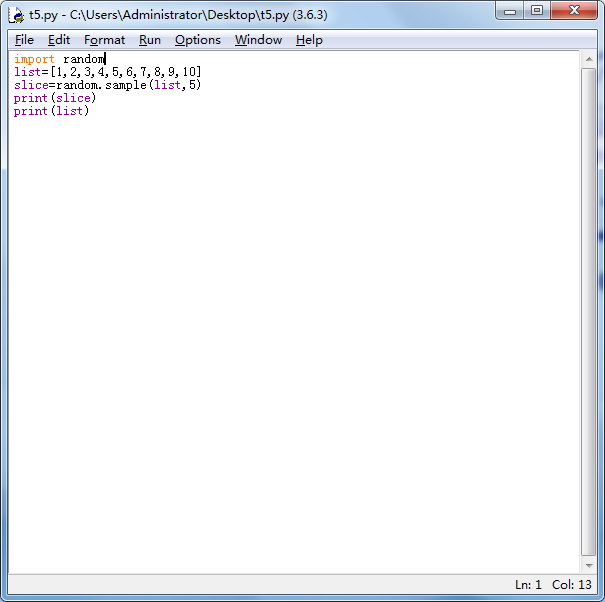 t5.py - C:\Users\Administrator\Desktop\t5.py (3.6.3)
File Edit Format Run Options Window Help
import random
list=[1,2,3,4,5,6,7,8,9,10]
slice=random.sample(list,5)
print(slice)
print(list)
Ln: 1 Col: 13